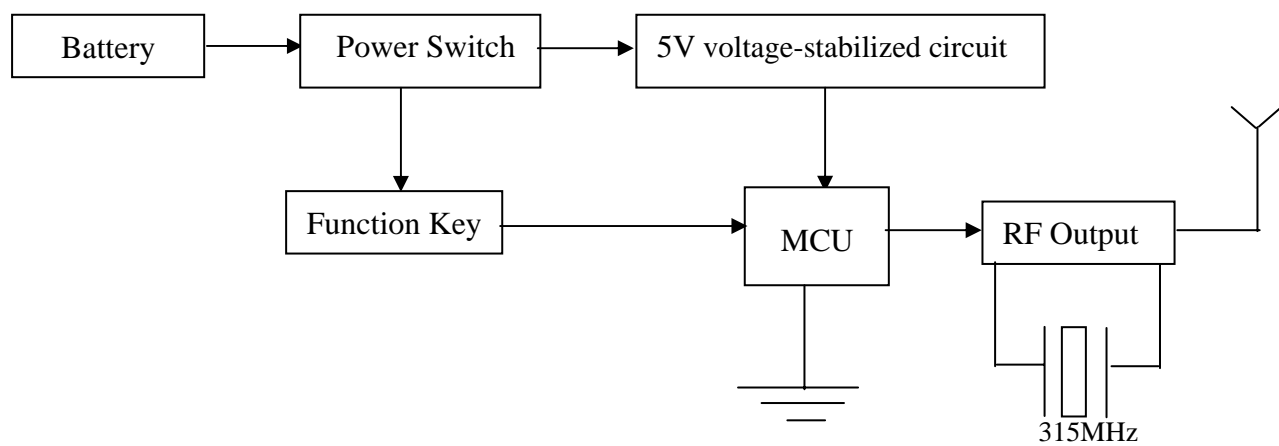 Battery
Power Switch
5V voltage-stabilized circuit
Function Key
MCU
RF Output
315MHz